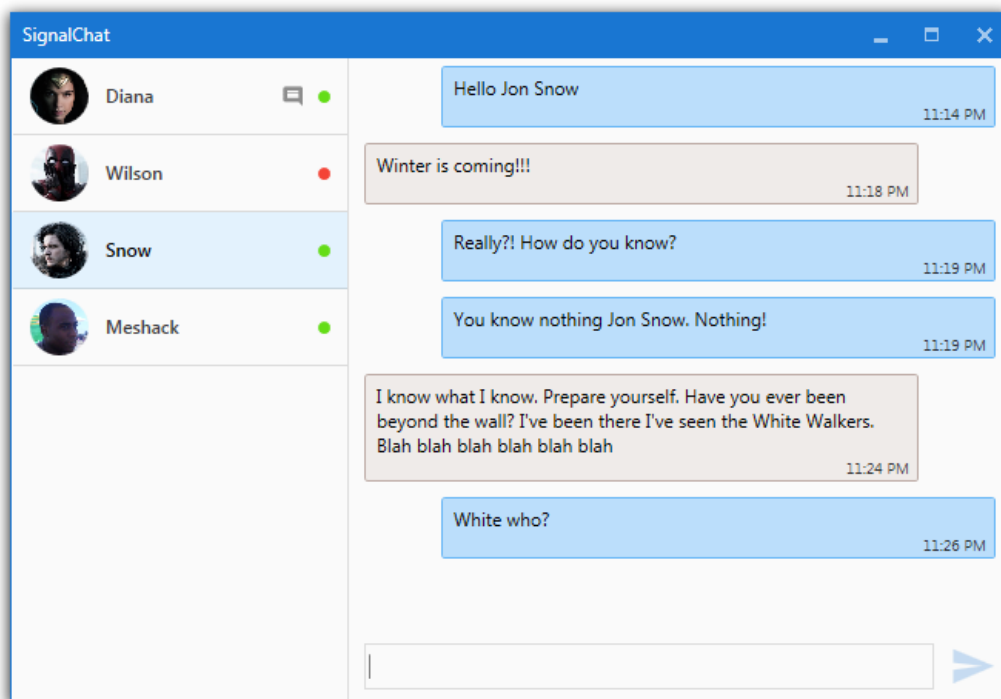 SignalChat
Diana
Wilson
Snow
Meshack
Hello Jon Snow
11:14 PM
Winter is coming!!!
11:18 PM
Really?! How do you know?
11:19 PM
You know nothing Jon Snow. Nothing!
11:19 PM
I know what I know. Prepare yourself. Have you ever been
beyond the wall? I've been there I've seen the White Walkers.
Blah blah blah blah blah blah
11:24 PM
White who?
11:26 PM